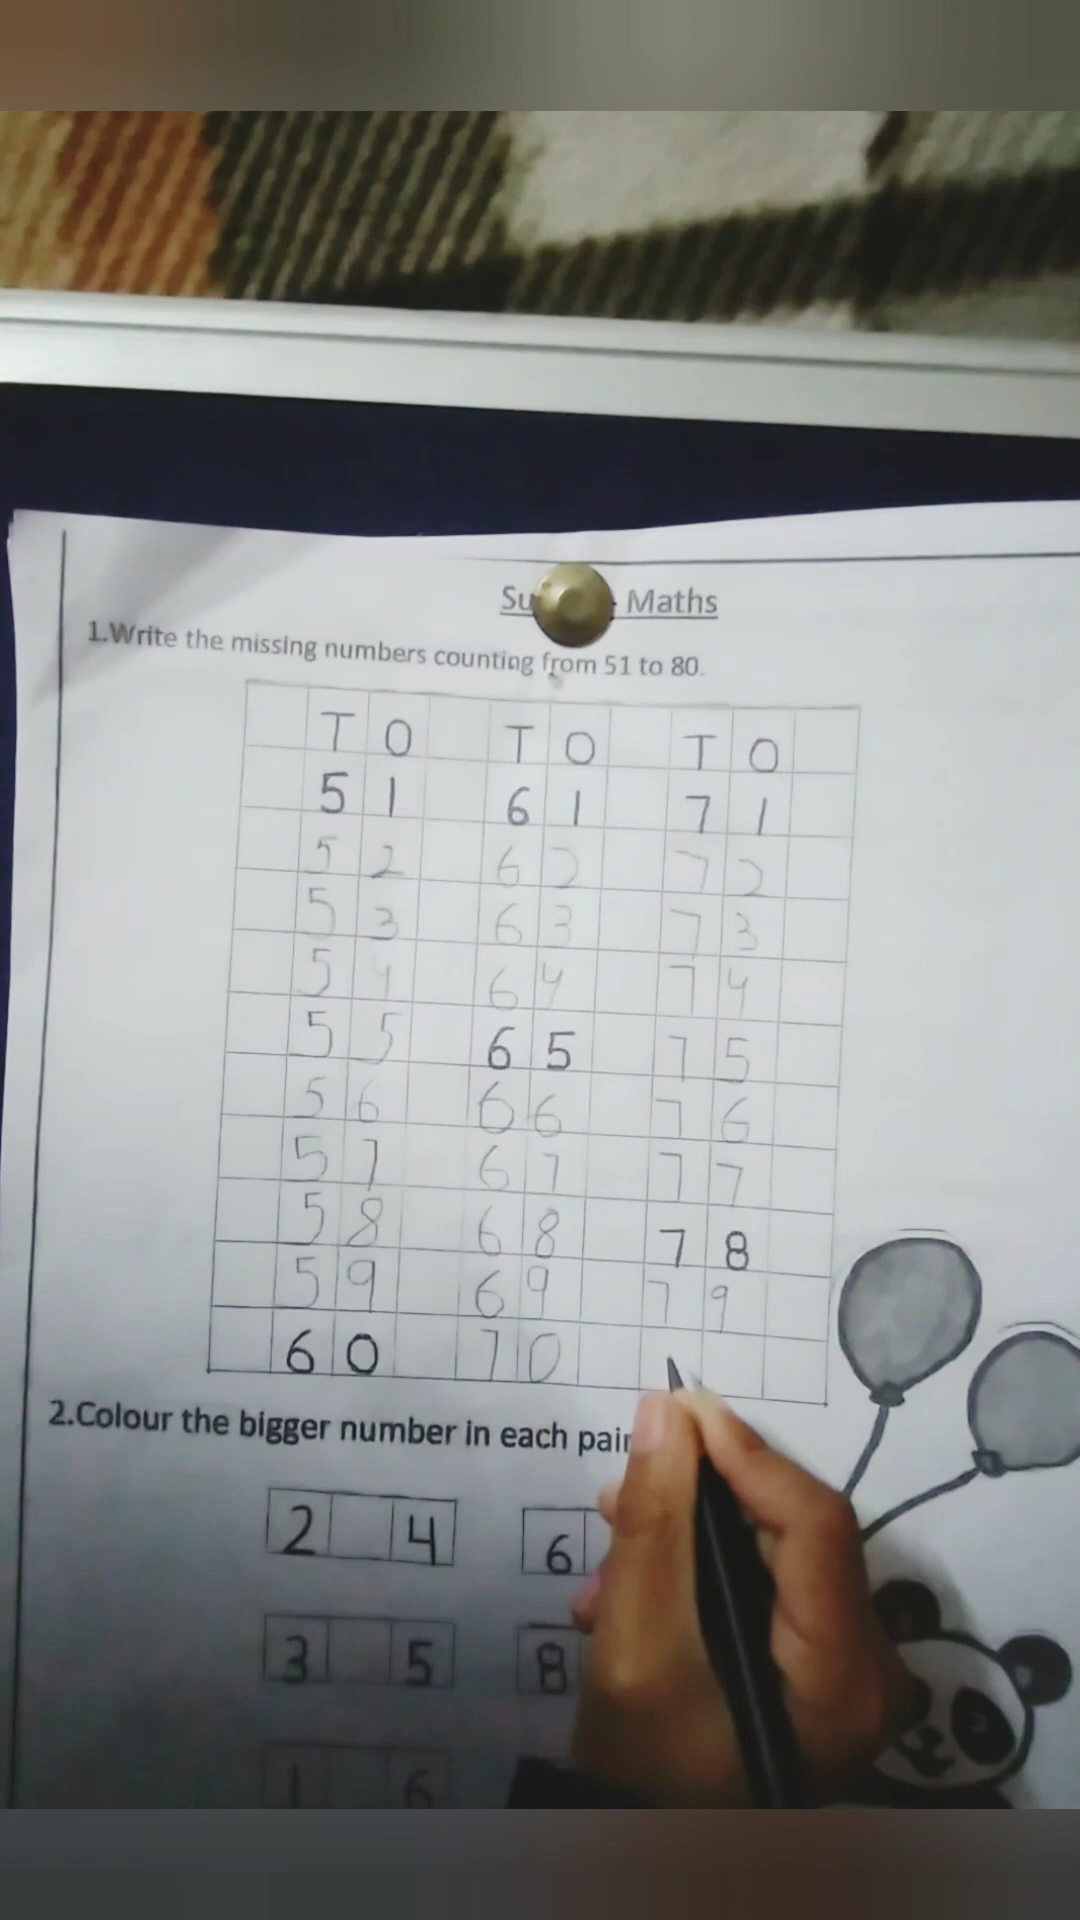 Maths
1.Write the missing numbers counting from 51 to 80.
T O T O T O
5 1 6 1 7 1
5 2 6 2 7 2
5 3 6 3 7 3
5 4 6 4 7 4
5 5 6 5 7 5
5 6 6 6 7 6
5 7 6 7 7 7
5 8 6 8 7 8
5 9 6 9 7 9
6 0 7 0
2.Colour the bigger number in each pair
2 4 6
3 5 8
1 6